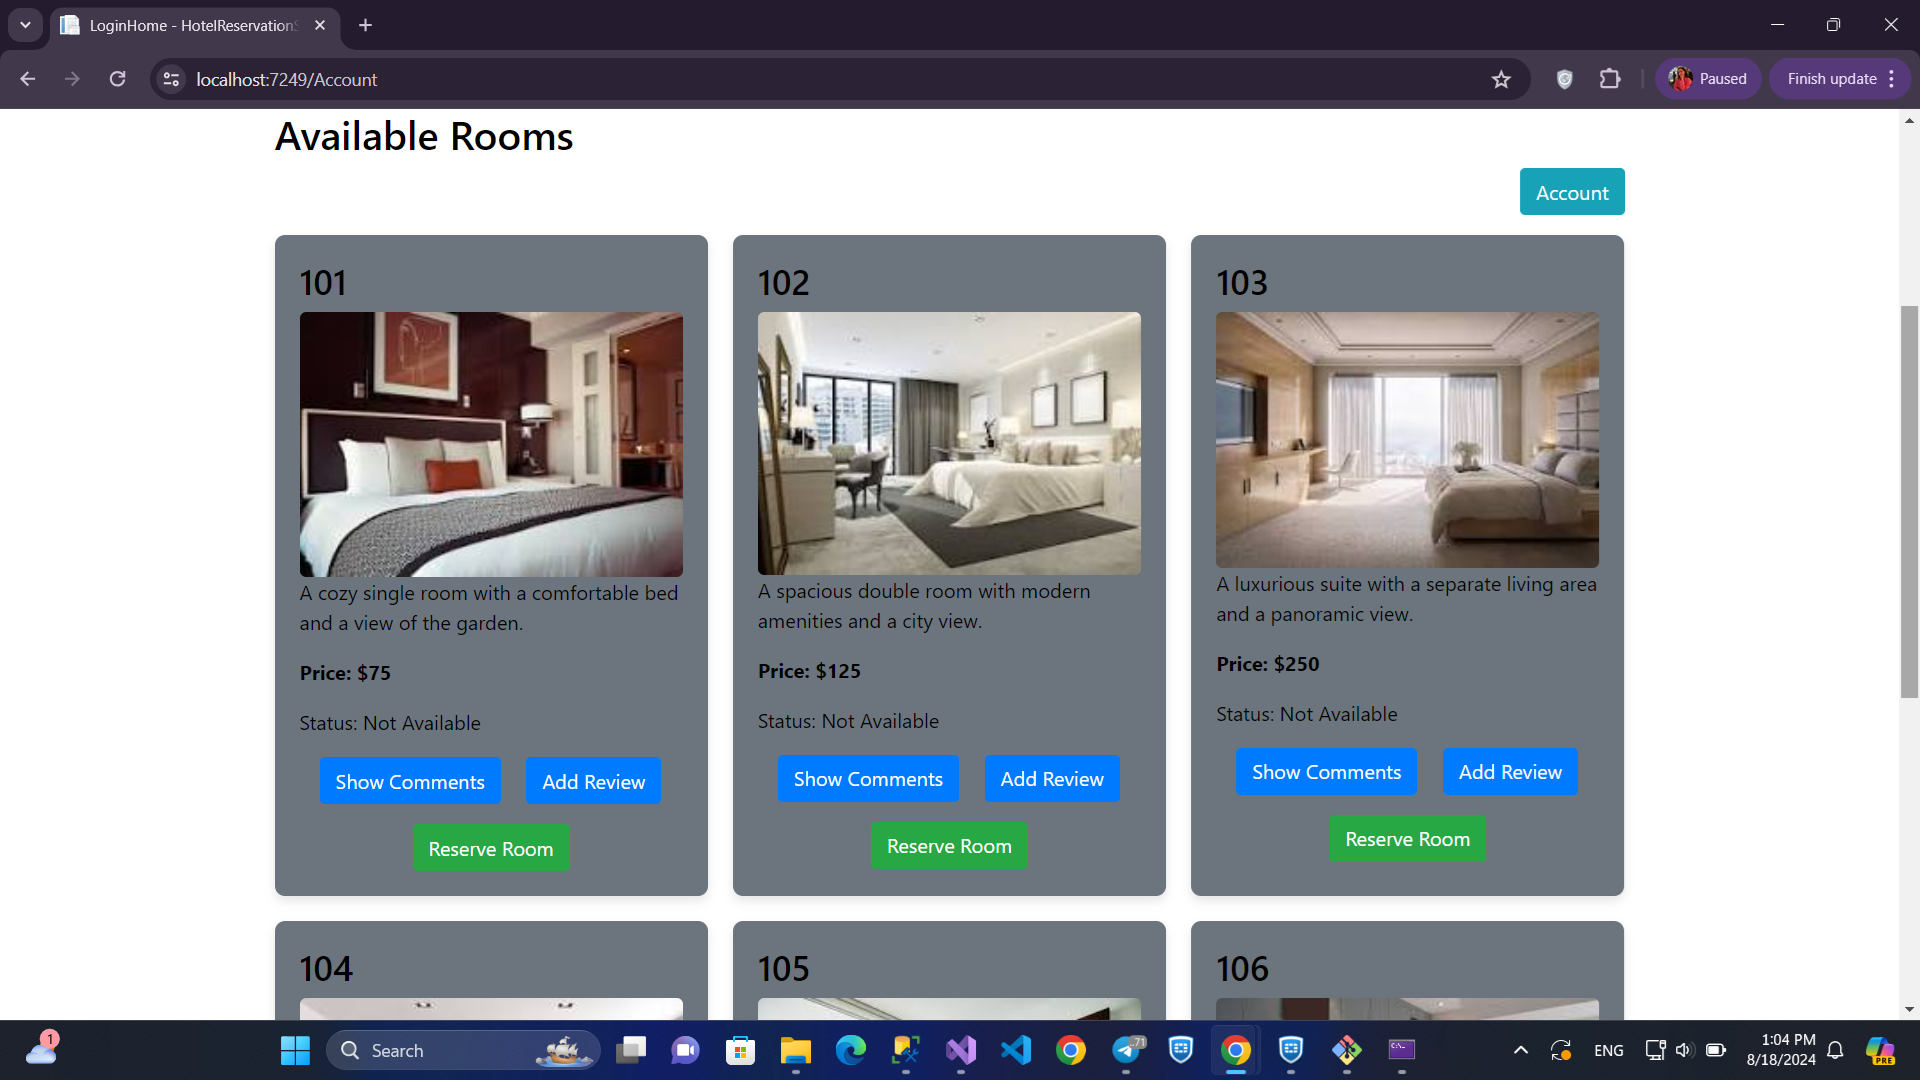 LoginHome - HotelReservation
localhost:7249/Account
Paused
Finish update
Available Rooms
Account
101
A cozy single room with a comfortable bed
and a view of the garden.
Price: $75
Status: Not Available
Show Comments
Add Review
Reserve Room
102
A spacious double room with modern
amenities and a city view.
Price: $125
Status: Not Available
Show Comments
Add Review
Reserve Room
103
A luxurious suite with a separate living area
and a panoramic view.
Price: $250
Status: Not Available
Show Comments
Add Review
Reserve Room
104
105
106
1
Search
71
ENG
1:04 PM
8/18/2024
PRE